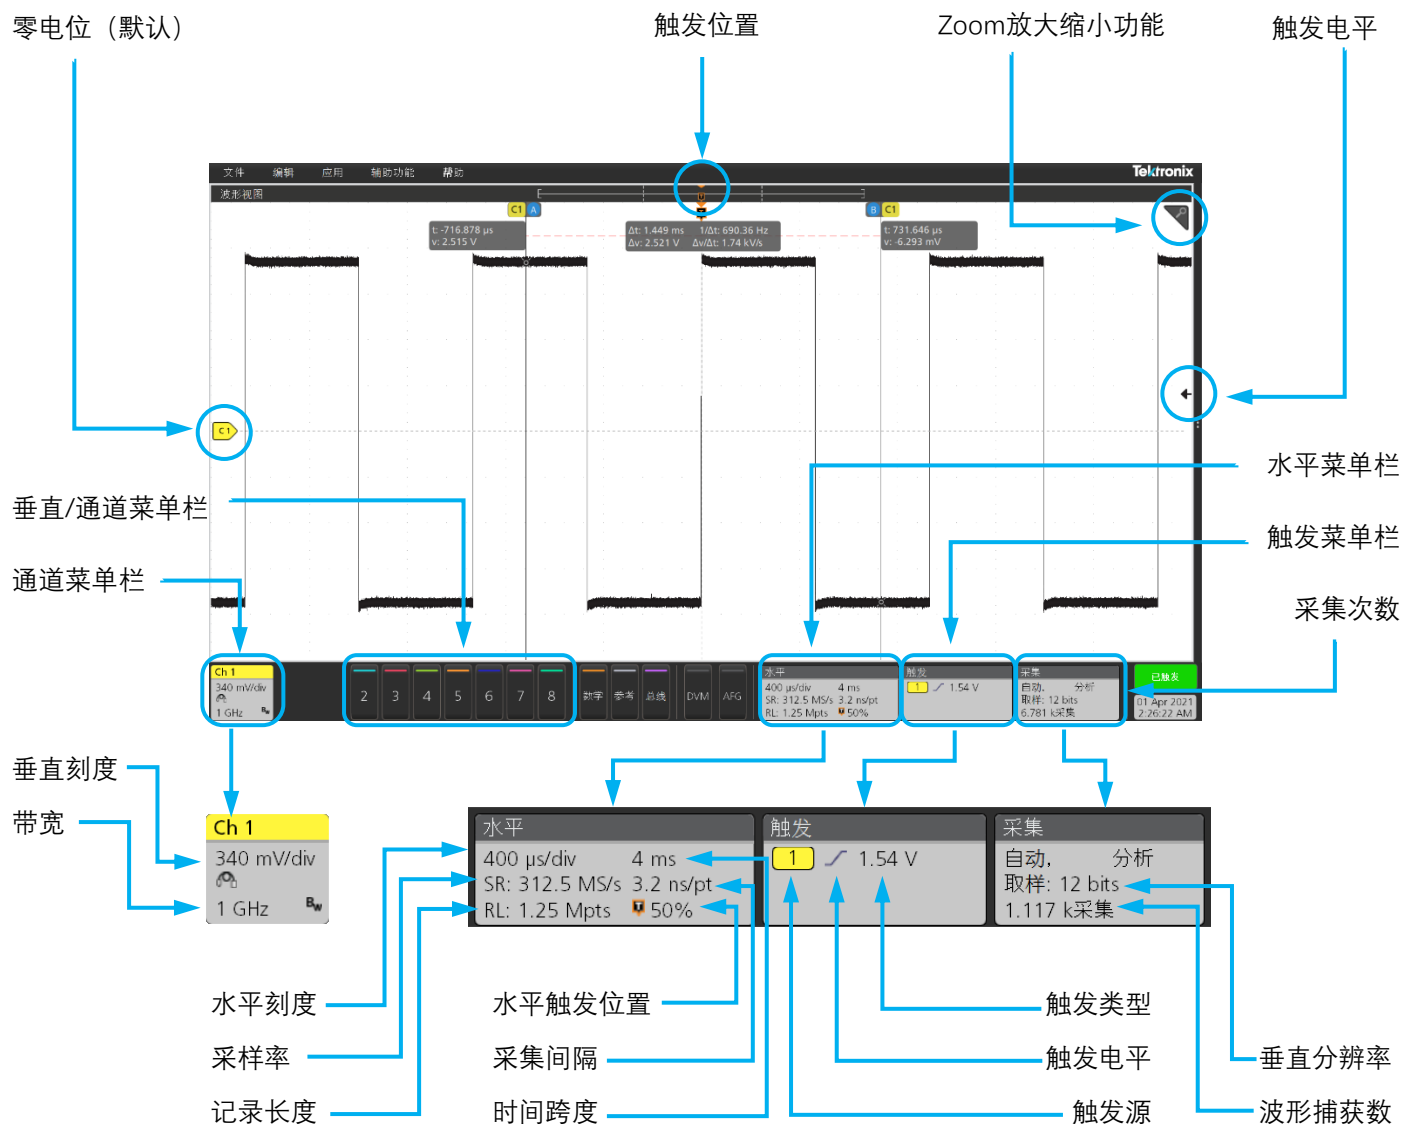 零电位（默认）
触发位置
Zoom放大缩小功能
触发电平
文件 编辑 应用 辅助功能 帮助
Tektronix
波形视图
C1 A
B C1
t: -716.878 µs
v: 2.515 V
Δt: 1.449 ms 1/Δt: 690.36 Hz
Δv: 2.521 V Δv/Δt: 1.74 kV/s
t: 731.646 µs
v: -6.293 mV
C1
水平菜单栏
垂直/通道菜单栏
触发菜单栏
通道菜单栏
采集次数
Ch 1
340 mV/div
1 GHz Bw
2 3 4 5 6 7 8
数学 参考 总线
DVM AFG
水平
400 µs/div 4 ms
SR: 312.5 MS/s 3.2 ns/pt
RL: 1.25 Mpts 50%
触发
1 1.54 V
采集
自动, 分析
取样: 12 bits
6.781 k采集
已触发
01 Apr 2021
2:26:22 AM
垂直刻度
带宽
Ch 1
340 mV/div
1 GHz Bw
水平
400 µs/div 4 ms
SR: 312.5 MS/s 3.2 ns/pt
RL: 1.25 Mpts 50%
触发
1 1.54 V
采集
自动, 分析
取样: 12 bits
1.117 k采集
水平刻度
水平触发位置
触发类型
采样率
采集间隔
触发电平
垂直分辨率
记录长度
时间跨度
触发源
波形捕获数